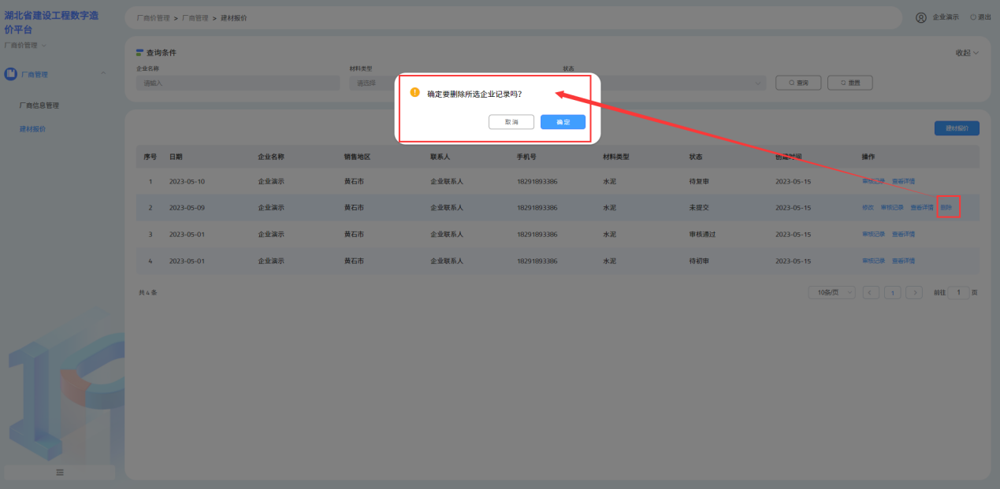 湖北省建设工程数字造
价平台
厂商价管理
厂商管理
厂商信息管理
建材报价
厂商价管理 > 厂商管理 > 建材报价
企业演示 退出
查询条件 收起
企业名称 材料类型 状态
请输入 请选择 查询 重置
确定要删除所选企业记录吗?
取消 确定
建材报价
序号 日期 企业名称 销售地区 联系人 手机号 材料类型 状态 创建时间 操作
1 2023-05-10 企业演示 黄石市 企业联系人 18291893386 水泥 待复审 2023-05-15 审核记录 查看详情
2 2023-05-09 企业演示 黄石市 企业联系人 18291893386 水泥 未提交 2023-05-15 修改 审核记录 查看详情 删除
3 2023-05-01 企业演示 黄石市 企业联系人 18291893386 水泥 审核通过 2023-05-15 审核记录 查看详情
4 2023-05-01 企业演示 黄石市 企业联系人 18291893386 水泥 待初审 2023-05-15 审核记录 查看详情
共 4 条 10条/页 < 1 > 前往 1 页